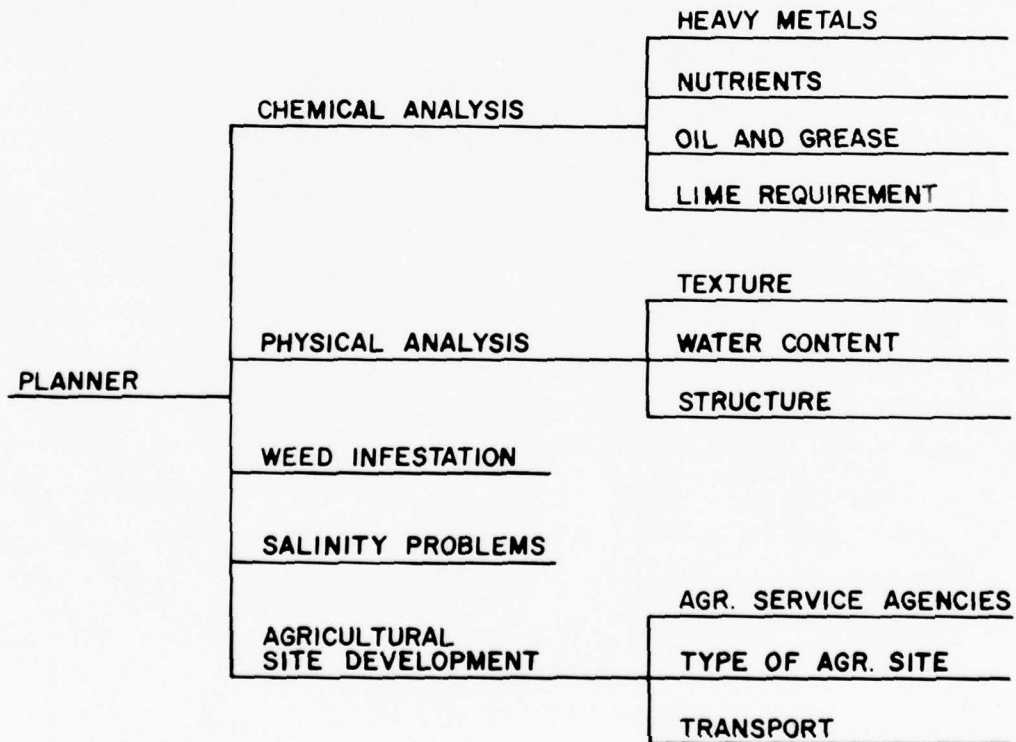 PLANNER
CHEMICAL ANALYSIS
HEAVY METALS
NUTRIENTS
OIL AND GREASE
LIME REQUIREMENT
PHYSICAL ANALYSIS
TEXTURE
WATER CONTENT
STRUCTURE
WEED INFESTATION
SALINITY PROBLEMS
AGRICULTURAL
SITE DEVELOPMENT
AGR. SERVICE AGENCIES
TYPE OF AGR. SITE
TRANSPORT